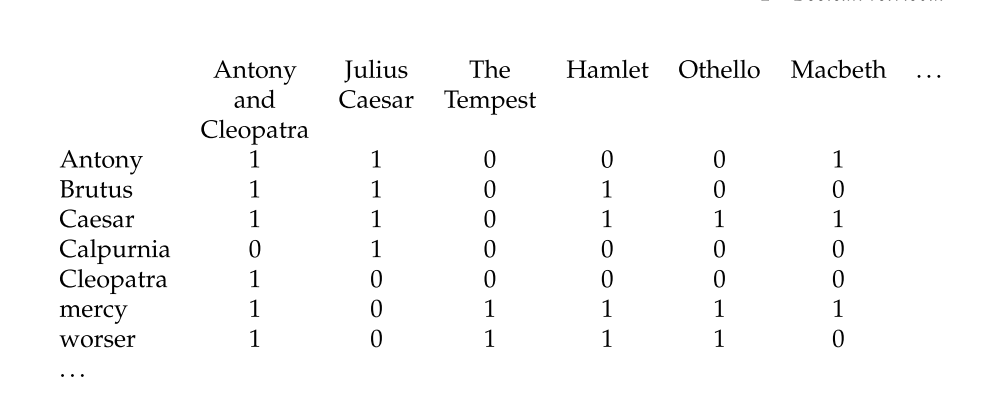 Antony Julius The Hamlet Othello Macbeth ...
and Caesar Tempest
Cleopatra
Antony 1 1 0 0 0 1
Brutus 1 1 0 1 0 0
Caesar 1 1 0 1 1 1
Calpurnia 0 1 0 0 0 0
Cleopatra 1 0 0 0 0 0
mercy 1 0 1 1 1 1
worser 1 0 1 1 1 0
...